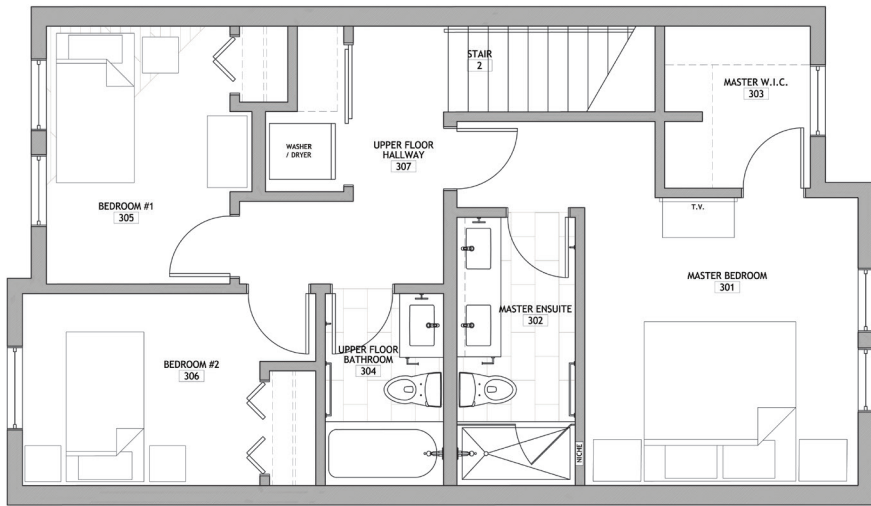 STAIR
2
MASTER W.I.C.
303
WASHER
/ DRYER
UPPER FLOOR
HALLWAY
307
BEDROOM #1
305
T.V.
MASTER BEDROOM
301
MASTER ENSUITE
302
UPPER FLOOR
BATHROOM
304
BEDROOM #2
306
NICHE